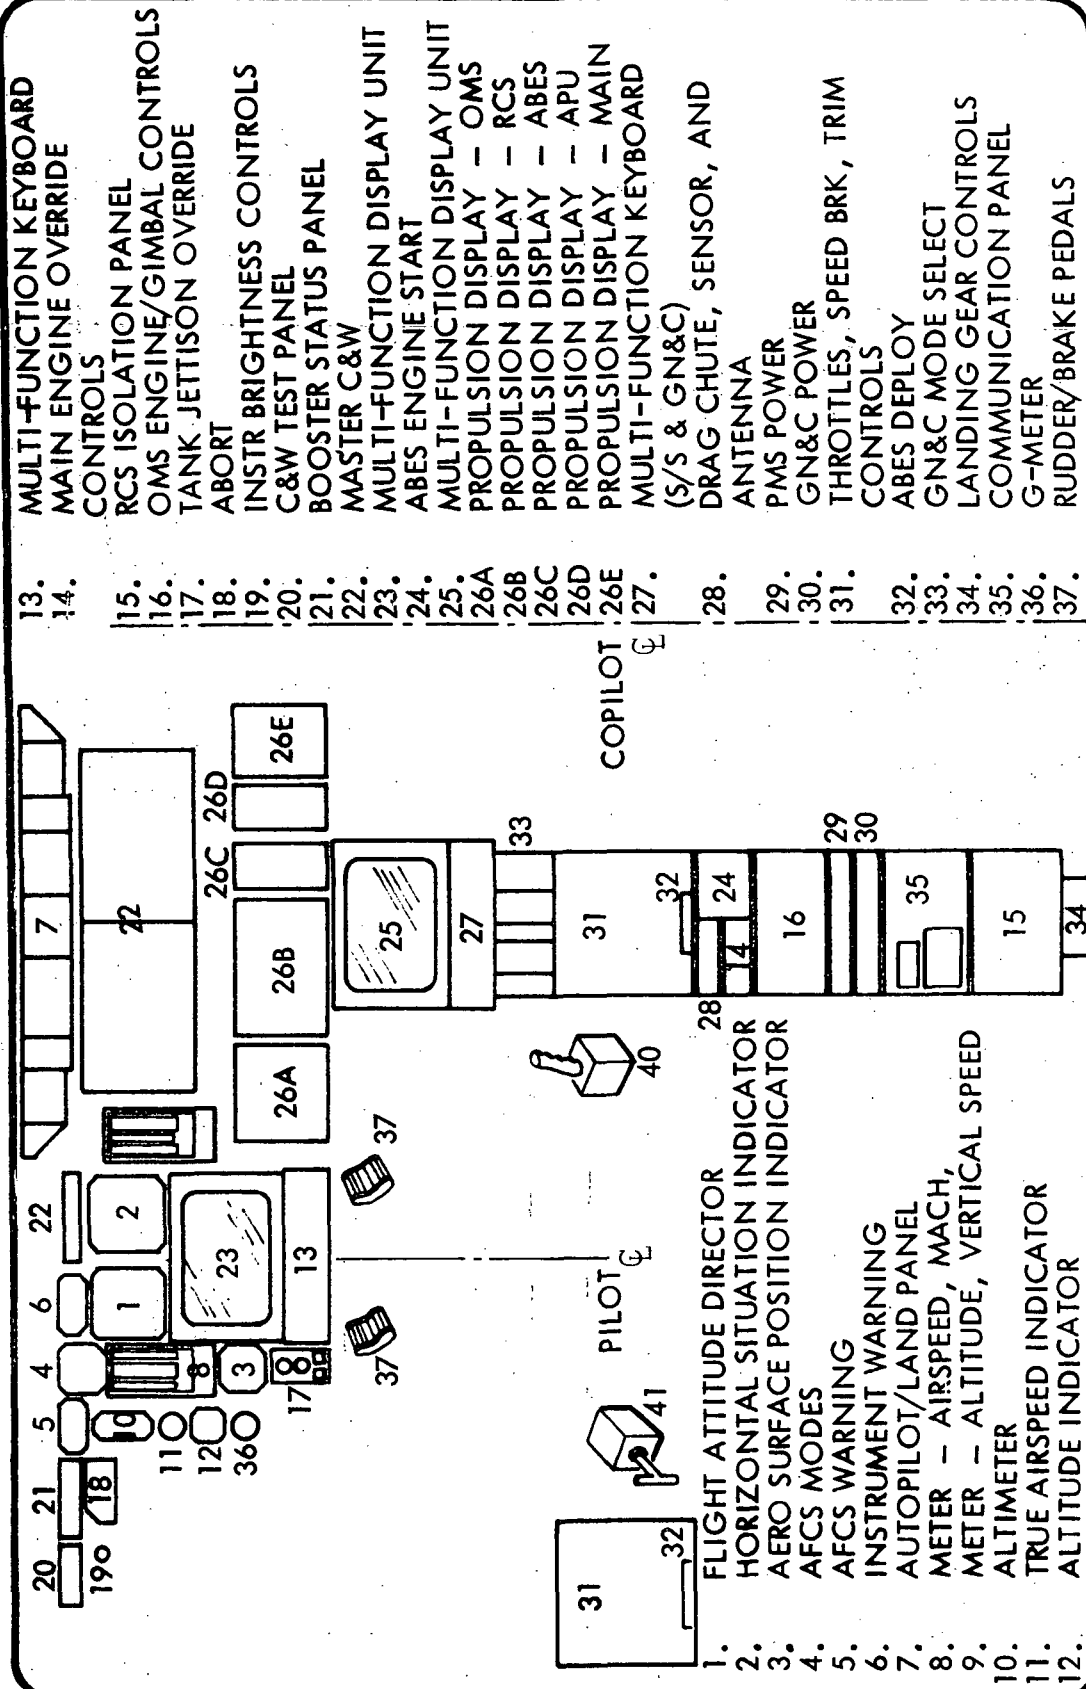 20
21
5
4
6
22
7
19
18
10
8
1
2
22
11
12
36
3
17
23
13
26A
26B
26C
26D
26E
25
27
37
37
33
31
32
41
PILOT
℄
40
COPILOT
℄
31
32
28
14
24
16
29
30
35
15
34
1. FLIGHT ATTITUDE DIRECTOR
2. HORIZONTAL SITUATION INDICATOR
3. AERO SURFACE POSITION INDICATOR
4. AFCS MODES
5. AFCS WARNING
6. INSTRUMENT WARNING
7. AUTOPILOT/LAND PANEL
8. METER – AIRSPEED, MACH,
9. METER – ALTITUDE, VERTICAL SPEED
10. ALTIMETER
11. TRUE AIRSPEED INDICATOR
12. ALTITUDE INDICATOR
13. MULTI-FUNCTION KEYBOARD
14. MAIN ENGINE OVERRIDE
CONTROLS
15. RCS ISOLATION PANEL
16. OMS ENGINE/GIMBAL CONTROLS
17. TANK JETTISON OVERRIDE
18. ABORT
19. INSTR BRIGHTNESS CONTROLS
20. C&W TEST PANEL
21. BOOSTER STATUS PANEL
22. MASTER C&W
23. MULTI-FUNCTION DISPLAY UNIT
24. ABES ENGINE START
25. MULTI-FUNCTION DISPLAY UNIT
26A PROPULSION DISPLAY – OMS
26B PROPULSION DISPLAY – RCS
26C PROPULSION DISPLAY – ABES
26D PROPULSION DISPLAY – APU
26E PROPULSION DISPLAY – MAIN
27. MULTI-FUNCTION KEYBOARD
(S/S & GN&C)
28. DRAG CHUTE, SENSOR, AND
ANTENNA
29. PMS POWER
30. GN&C POWER
31. THROTTLES, SPEED BRK, TRIM
CONTROLS
32. ABES DEPLOY
33. GN&C MODE SELECT
34. LANDING GEAR CONTROLS
35. COMMUNICATION PANEL
36. G-METER
37. RUDDER/BRAKE PEDALS